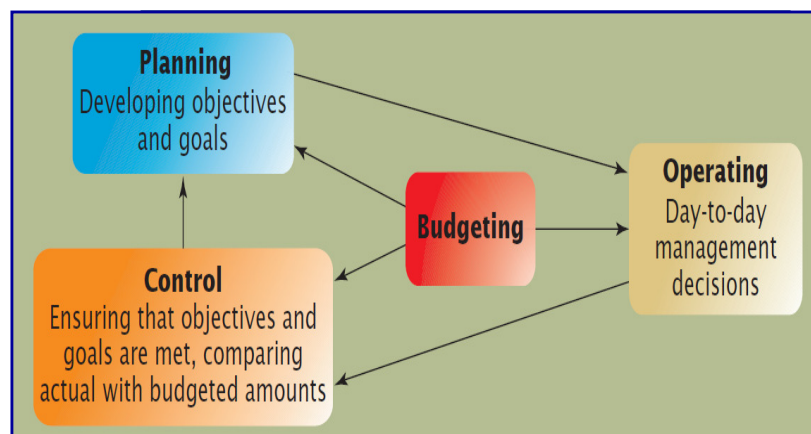 Planning
Developing objectives
and goals
Budgeting
Operating
Day-to-day
management
decisions
Control
Ensuring that objectives and
goals are met, comparing
actual with budgeted amounts